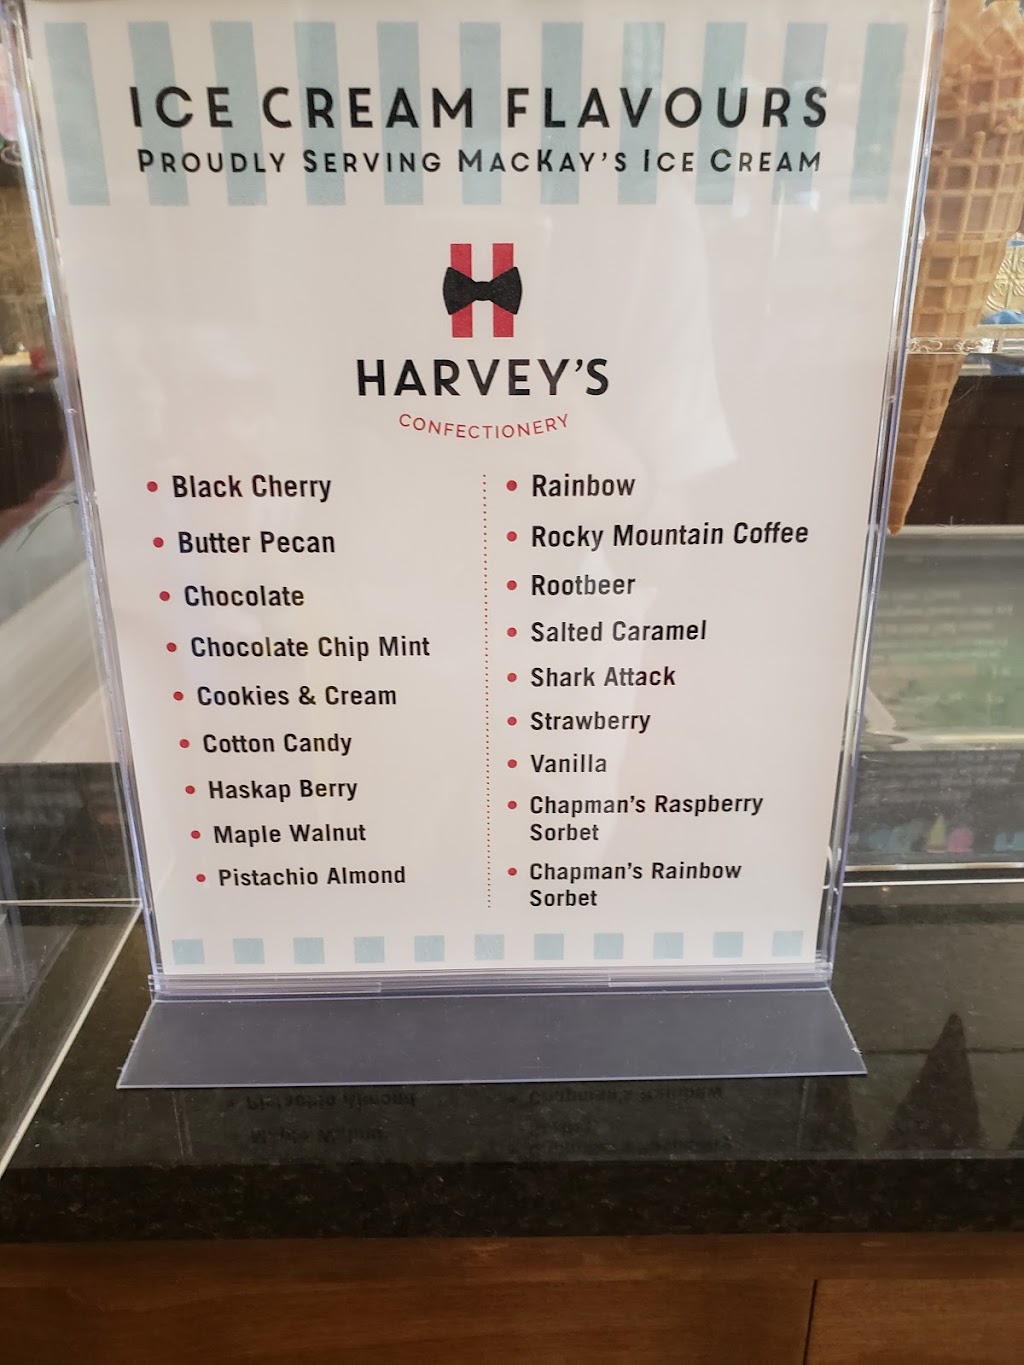 ICE CREAM FLAVOURS
PROUDLY SERVING MACKAY'S ICE CREAM
H
HARVEY'S
CONFECTIONERY
• Black Cherry
• Butter Pecan
• Chocolate
• Chocolate Chip Mint
• Cookies & Cream
• Cotton Candy
• Haskap Berry
• Maple Walnut
• Pistachio Almond
• Rainbow
• Rocky Mountain Coffee
• Rootbeer
• Salted Caramel
• Shark Attack
• Strawberry
• Vanilla
• Chapman's Raspberry
Sorbet
• Chapman's Rainbow
Sorbet